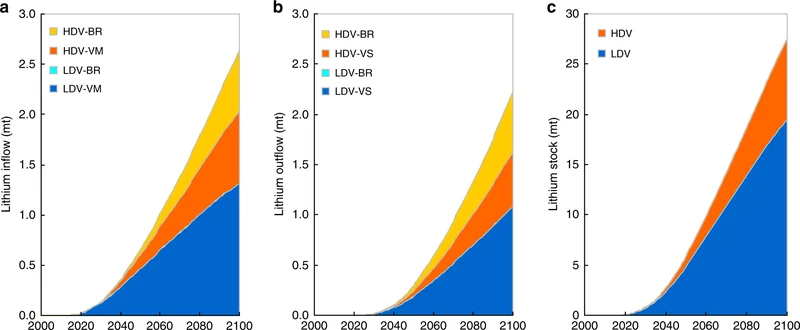 a
3.0
2.5
2.0
1.5
1.0
0.5
0.0
Lithium inflow (mt)
HDV-BR
HDV-VM
LDV-BR
LDV-VM
2000 2020 2040 2060 2080 2100
b
3.0
2.5
2.0
1.5
1.0
0.5
0.0
Lithium outflow (mt)
HDV-BR
HDV-VS
LDV-BR
LDV-VS
2000 2020 2040 2060 2080 2100
c
30
25
20
15
10
5
0
Lithium stock (mt)
HDV
LDV
2000 2020 2040 2060 2080 2100